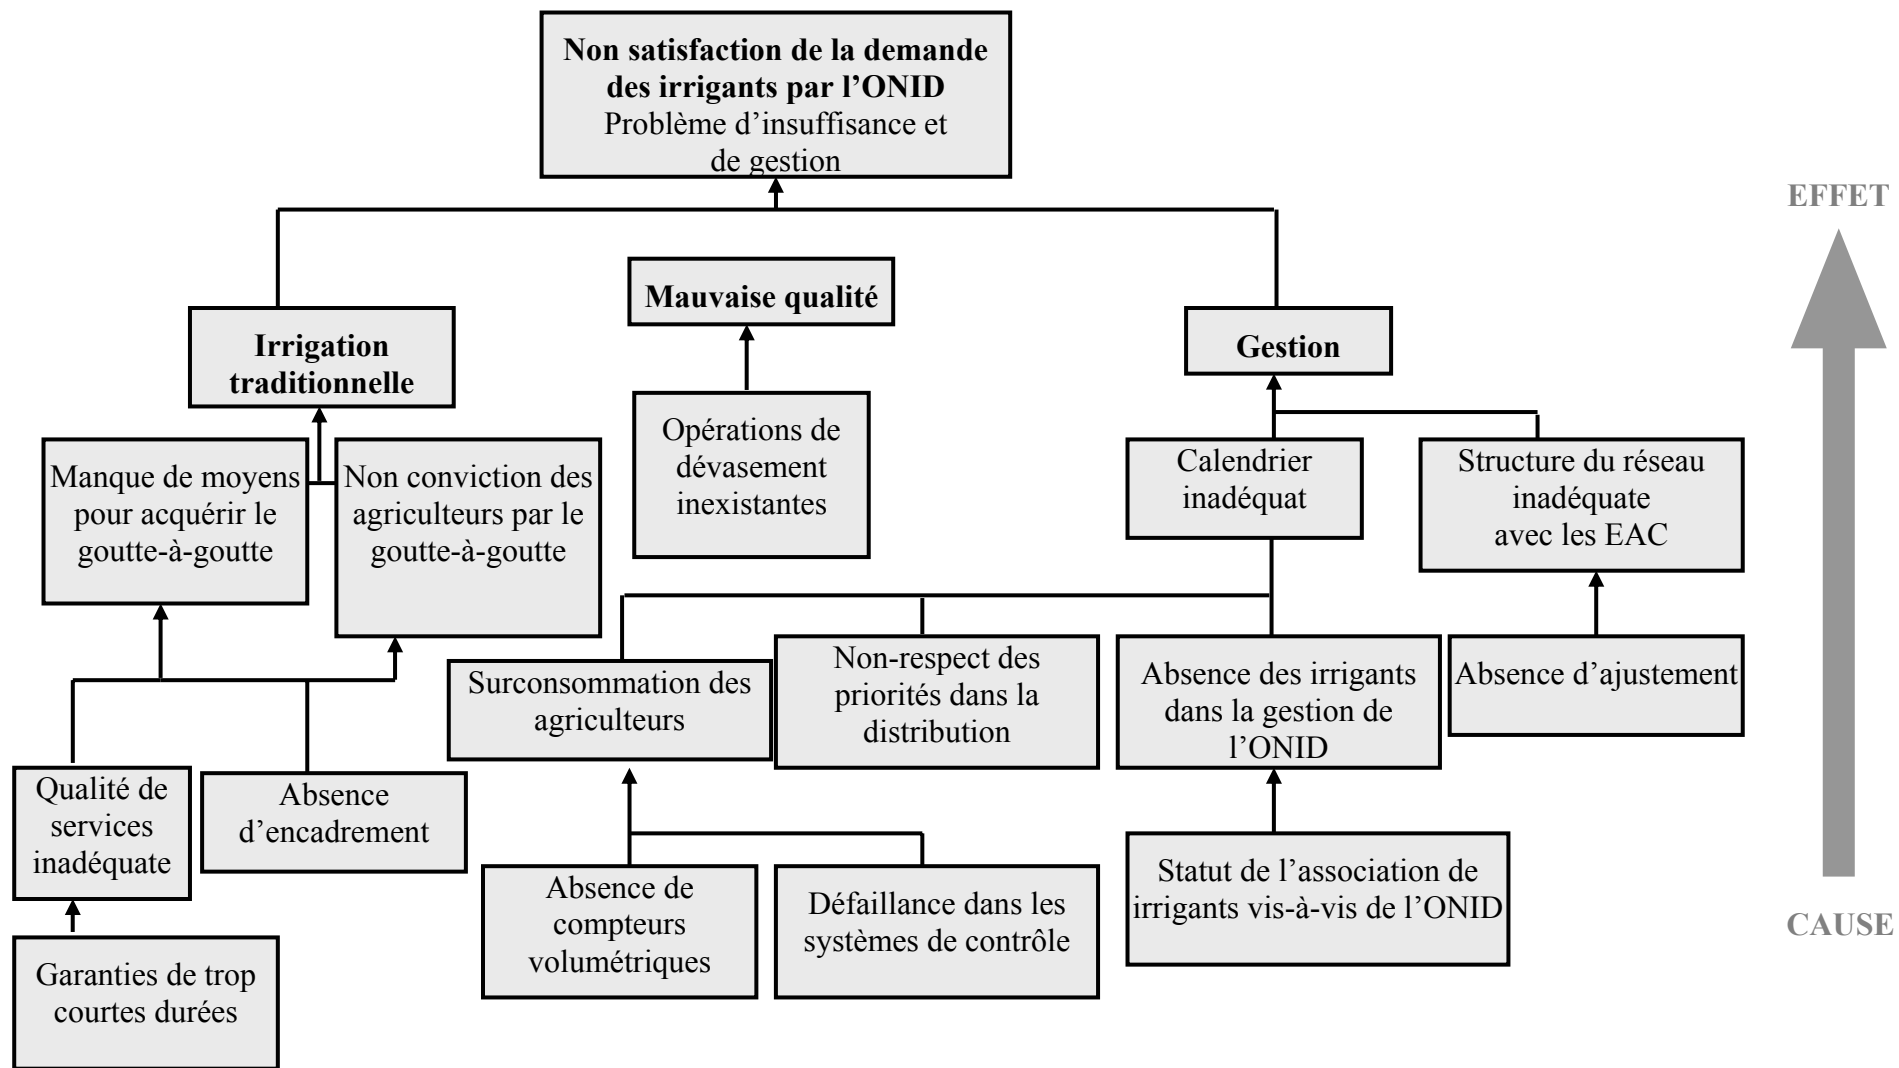 Non satisfaction de la demande
des irrigants par l’ONID
Problème d’insuffisance et
de gestion
EFFET
Mauvaise qualité
Irrigation
traditionnelle
Gestion
Opérations de
dévasement
inexistantes
Manque de moyens
pour acquérir le
goutte-à-goutte
Non conviction des
agriculteurs par le
goutte-à-goutte
Calendrier
inadéquat
Structure du réseau
inadéquate
avec les EAC
Surconsommation des
agriculteurs
Non-respect des
priorités dans la
distribution
Absence des irrigants
dans la gestion de
l’ONID
Absence d’ajustement
Qualité de
services
inadéquate
Absence
d’encadrement
Absence de
compteurs
volumétriques
Défaillance dans les
systèmes de contrôle
Statut de l’association de
irrigants vis-à-vis de l’ONID
CAUSE
Garanties de trop
courtes durées